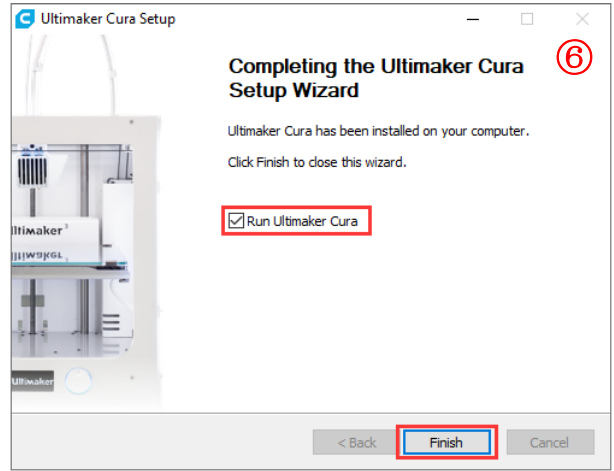 Ultimaker Cura Setup
⑥
Completing the Ultimaker Cura
Setup Wizard
Ultimaker Cura has been installed on your computer.
Click Finish to close this wizard.
Run Ultimaker Cura
Ultimaker³
Ultimaker
< Back
Finish
Cancel